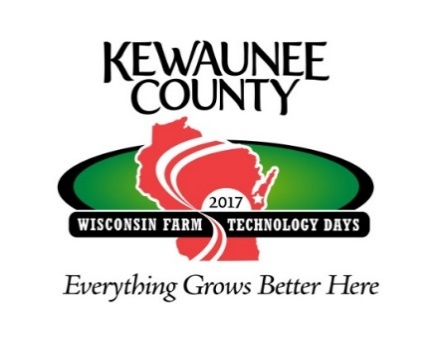 KEWAUNEE
COUNTY
2017
WISCONSIN FARM TECHNOLOGY DAYS
Everything Grows Better Here